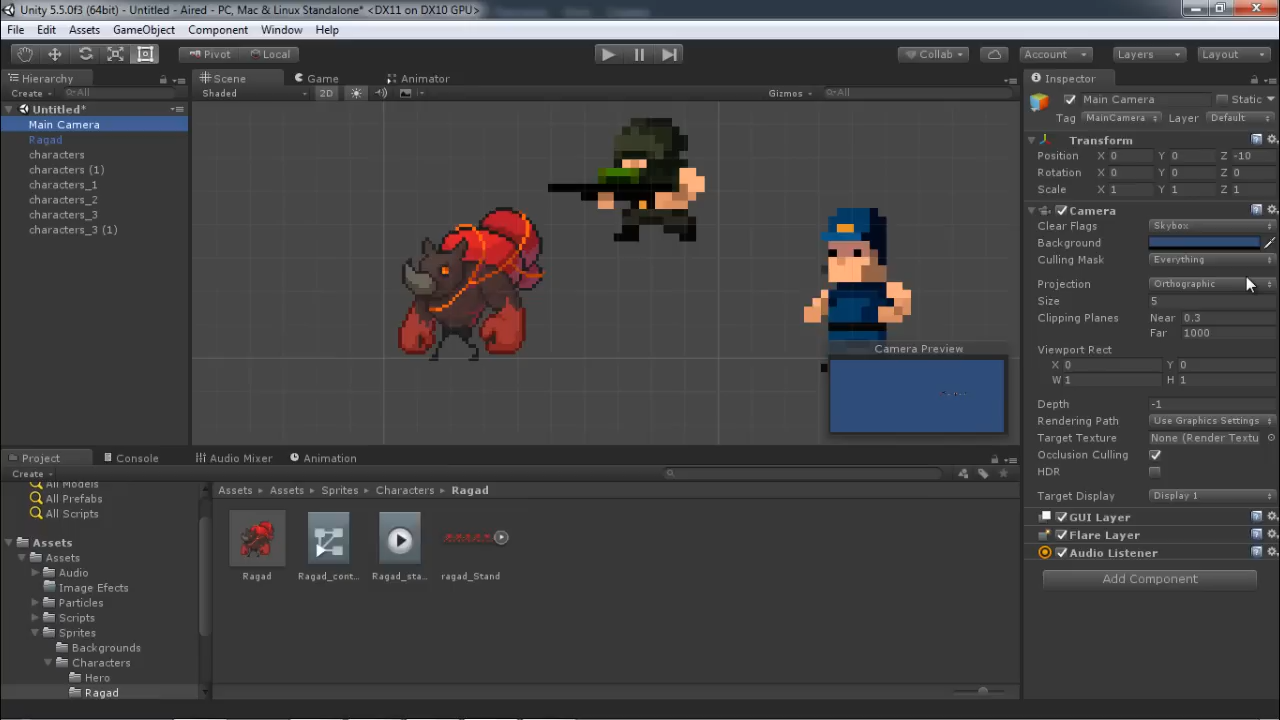 Unity 5.5.0f3 (64bit) - Untitled - Aired - PC, Mac & Linux Standalone* <DX11 on DX10 GPU>
File Edit Assets GameObject Component Window Help
Pivot Local Collab Account Layers Layout
Hierarchy
Create All
Untitled*
Main Camera
Ragad
characters
characters (1)
characters_1
characters_2
characters_3
characters_3 (1)
Scene Game Animator
Shaded 2D Gizmos All
Camera Preview
Inspector
Main Camera Static
Tag MainCamera Layer Default
Transform
Position X 0 Y 0 Z -10
Rotation X 0 Y 0 Z 0
Scale X 1 Y 1 Z 1
Camera
Clear Flags Skybox
Background
Culling Mask Everything
Projection Orthographic
Size 5
Clipping Planes Near 0.3
Far 1000
Viewport Rect
X 0 Y 0
W 1 H 1
Depth -1
Rendering Path Use Graphics Settings
Target Texture None (Render Textu
Occlusion Culling
HDR
Target Display Display 1
GUI Layer
Flare Layer
Audio Listener
Add Component
Project Console Audio Mixer Animation
Create
All Models
All Prefabs
All Scripts
Assets
Assets
Audio
Image Exfects
Particles
Scripts
Sprites
Backgrounds
Characters
Hero
Ragad
Assets Assets Sprites Characters Ragad
Ragad Ragad_cont... Ragad_sta... ragad_Stand